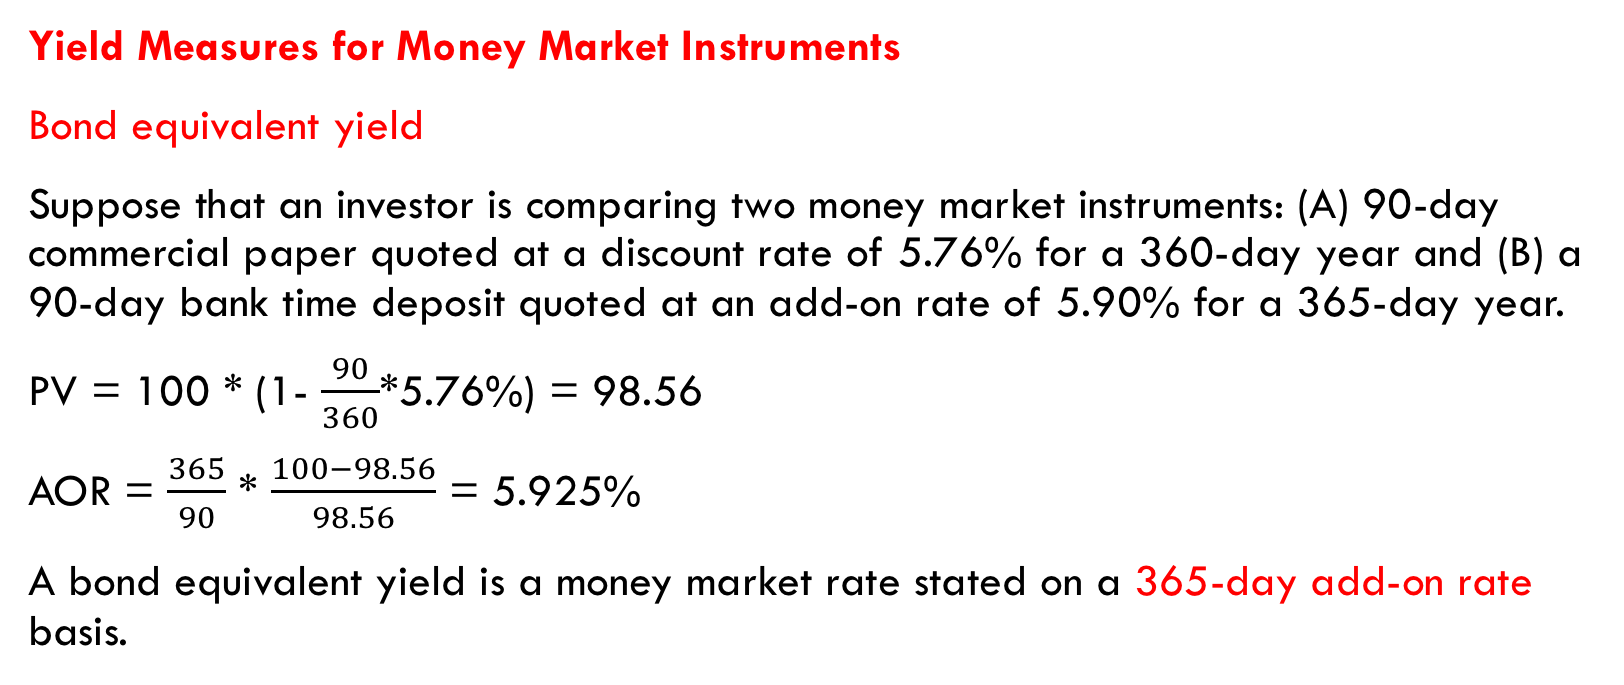 Yield Measures for Money Market Instruments
Bond equivalent yield
Suppose that an investor is comparing two money market instruments: (A) 90-day
commercial paper quoted at a discount rate of 5.76% for a 360-day year and (B) a
90-day bank time deposit quoted at an add-on rate of 5.90% for a 365-day year.
PV = 100 * (1- 90/360*5.76%) = 98.56
AOR = 365/90 * 100−98.56/98.56 = 5.925%
A bond equivalent yield is a money market rate stated on a 365-day add-on rate
basis.